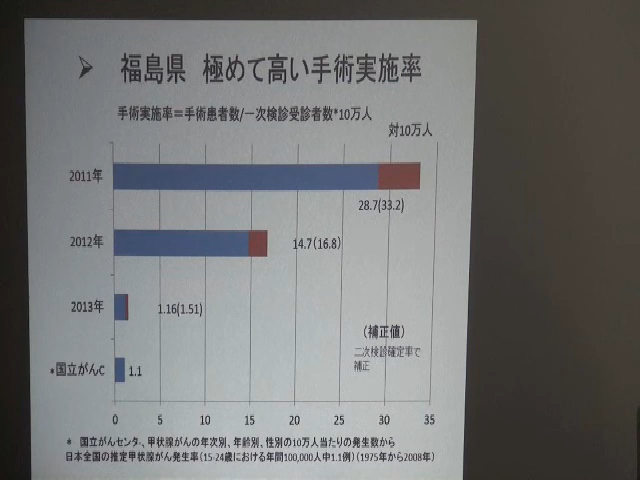 ➢ 福島県 極めて高い手術実施率
手術実施率＝手術患者数/一次検診受診者数*10万人
対10万人
2011年
28.7(33.2)
2012年
14.7(16.8)
2013年
1.16(1.51)
（補正値）
二次検診確定率で
補正
*国立がんC
1.1
0 5 10 15 20 25 30 35
* 国立がんセンター、甲状腺がんの年次別、年齢別、性別の10万人当たりの発生数から
日本全国の推定甲状腺がん発生率（15-24歳における年間100,000人中1.1例）（1975年から2008年）